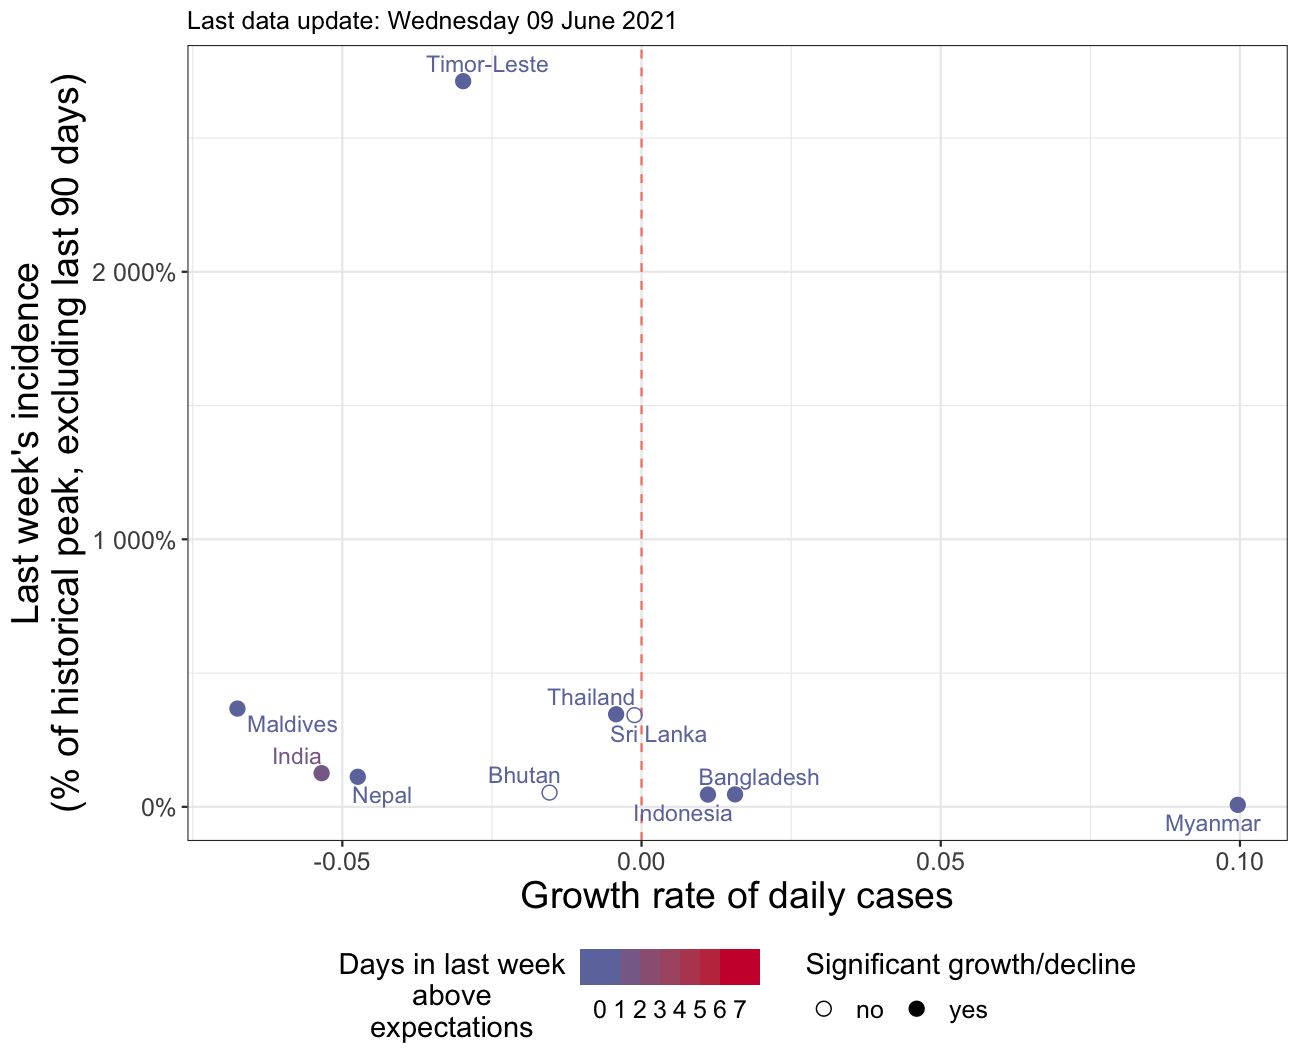 Last data update: Wednesday 09 June 2021
Last week's incidence
(% of historical peak, excluding last 90 days)
2 000%
1 000%
0%
Timor-Leste
Thailand
Maldives
Sri Lanka
India
Bhutan
Bangladesh
Nepal
Indonesia
Myanmar
-0.05 0.00 0.05 0.10
Growth rate of daily cases
Days in last week
above
expectations
0 1 2 3 4 5 6 7
Significant growth/decline
no yes